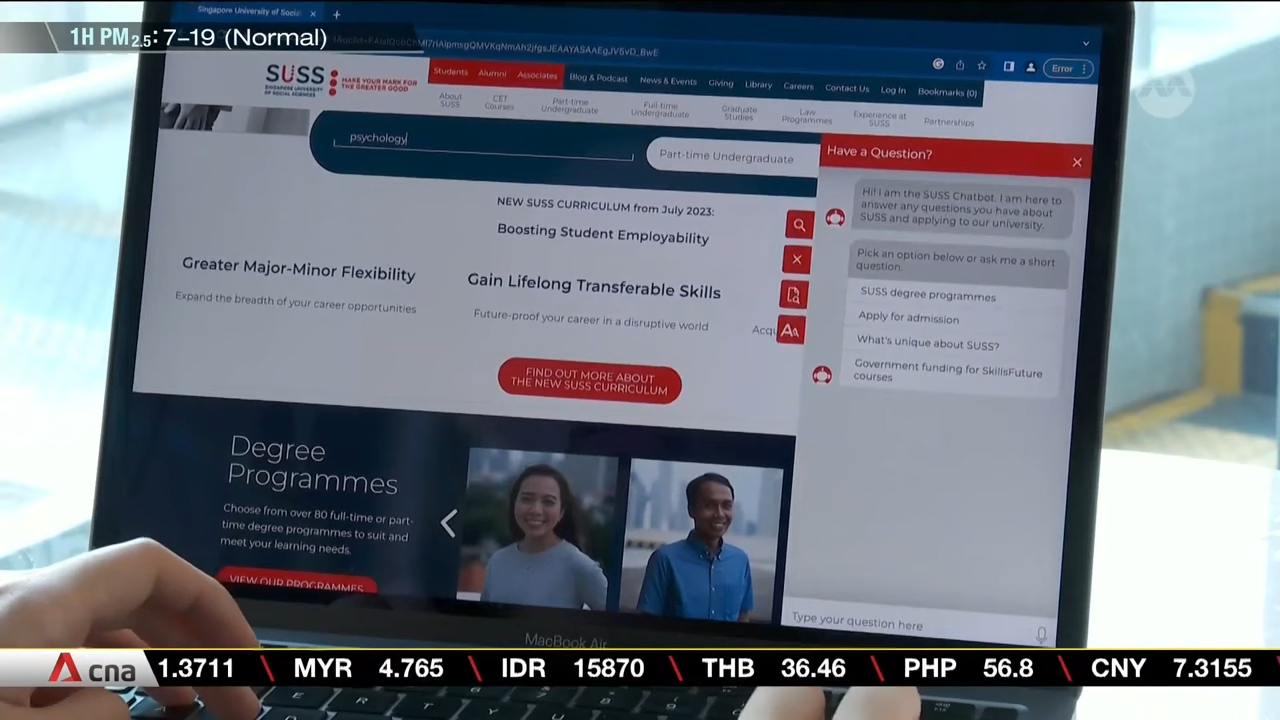 Singapore University of Socia
1H PM2.5: 7–19 (Normal)
Error
SUSS
SINGAPORE UNIVERSITY
OF SOCIAL SCIENCES
MAKE YOUR MARK FOR
THE GREATER GOOD
Students
Alumni
Associates
Blog & Podcast
News & Events
Giving
Library
Careers
Contact Us
Log In
Bookmarks (0)
About
SUSS
CET
Courses
Part-time
Undergraduate
Full-time
Undergraduate
Graduate
Studies
Law
Programmes
Experience at
SUSS
Partnerships
psychology
Part-time Undergraduate
Have a Question?
Hi! I am the SUSS Chatbot. I am here to
answer any questions you have about
SUSS and applying to our university.
Pick an option below or ask me a short
question.
SUSS degree programmes
Apply for admission
What's unique about SUSS?
Government funding for SkillsFuture
courses
NEW SUSS CURRICULUM from July 2023:
Boosting Student Employability
Greater Major-Minor Flexibility
Expand the breadth of your career opportunities
Gain Lifelong Transferable Skills
Future-proof your career in a disruptive world
Acqu
AA
FIND OUT MORE ABOUT
THE NEW SUSS CURRICULUM
Degree
Programmes
Choose from over 80 full-time or part-
time degree programmes to suit and
meet your learning needs.
VIEW OUR PROGRAMMES
Type your question here
MacBook Air
cna
1.3711 \ MYR 4.765 \ IDR 15870 \ THB 36.46 \ PHP 56.8 \ CNY 7.3155 \
E R T Y